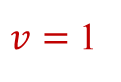 v = 1